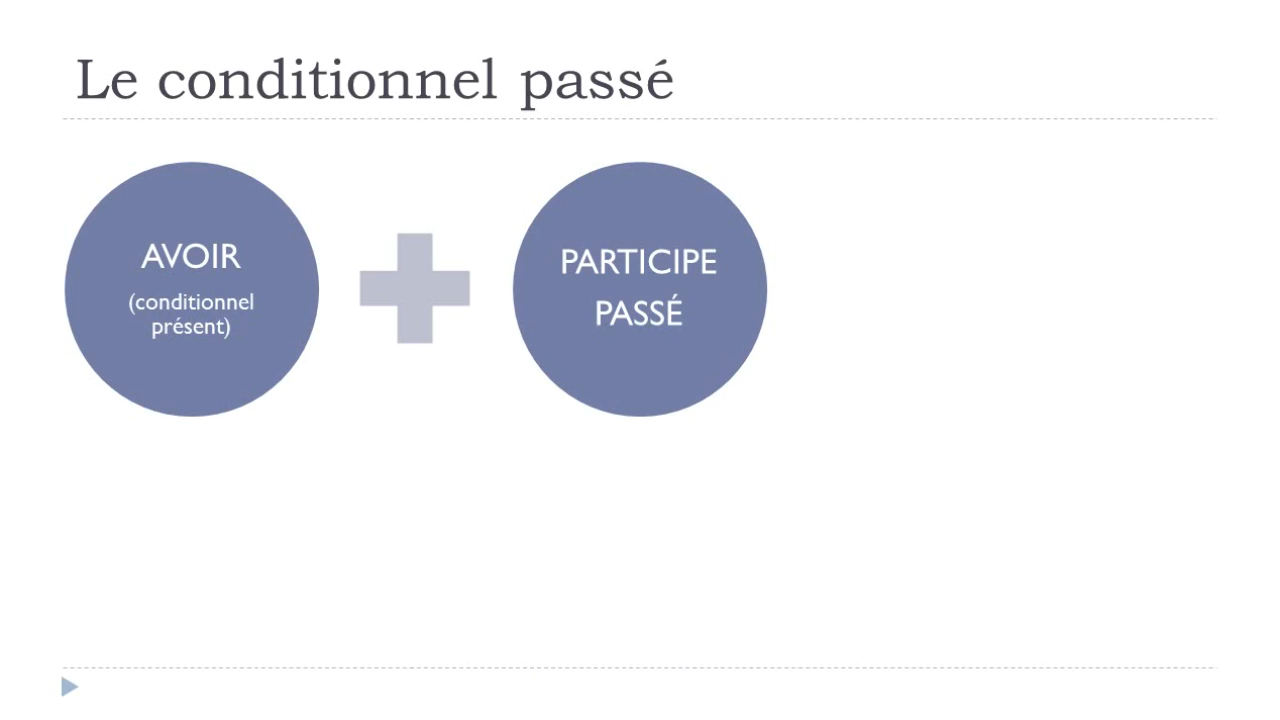 Le conditionnel passé
AVOIR
(conditionnel
présent)
PARTICIPE
PASSÉ